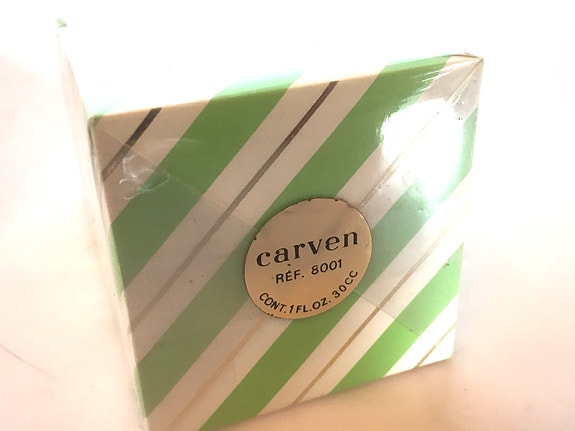 carven
RÉF. 8001
CONT. 1 FL. OZ. 30CC